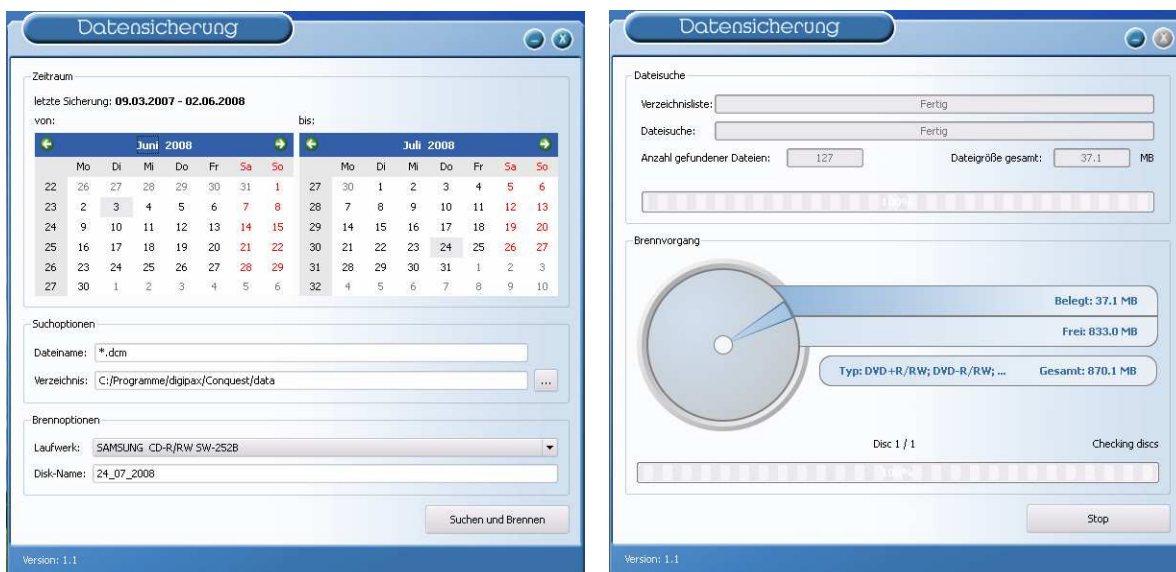 Datensicherung
Zeitraum
letzte Sicherung: 09.03.2007 - 02.06.2008
von: bis:
Juni 2008
Mo Di Mi Do Fr Sa So
22 26 27 28 29 30 31 1
23 2 3 4 5 6 7 8
24 9 10 11 12 13 14 15
25 16 17 18 19 20 21 22
26 23 24 25 26 27 28 29
27 30 1 2 3 4 5 6
Juli 2008
Mo Di Mi Do Fr Sa So
27 30 1 2 3 4 5 6
28 7 8 9 10 11 12 13
29 14 15 16 17 18 19 20
30 21 22 23 24 25 26 27
31 28 29 30 31 1 2 3
32 4 5 6 7 8 9 10
Suchoptionen
Dateiname: *.dcm
Verzeichnis: C:/Programme/digipax/Conquest/data ...
Brennoptionen
Laufwerk: SAMSUNG CD-R/RW SW-252B
Disk-Name: 24_07_2008
Suchen und Brennen
Version: 1.1
Datensicherung
Dateisuche
Verzeichnisliste: Fertig
Dateisuche: Fertig
Anzahl gefundener Dateien: 127 Dateigröße gesamt: 37.1 MB
100%
Brennvorgang
Belegt: 37.1 MB
Frei: 833.0 MB
Typ: DVD+R/RW; DVD-R/RW; ... Gesamt: 870.1 MB
Disc 1 / 1 Checking discs
100%
Stop
Version: 1.1